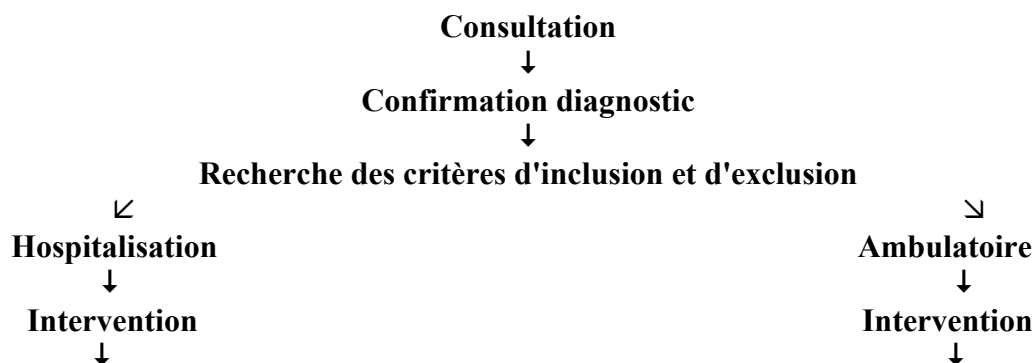 Consultation
↓
Confirmation diagnostic
↓
Recherche des critères d'inclusion et d'exclusion
↙ ↘
Hospitalisation Ambulatoire
↓ ↓
Intervention Intervention
↓ ↓